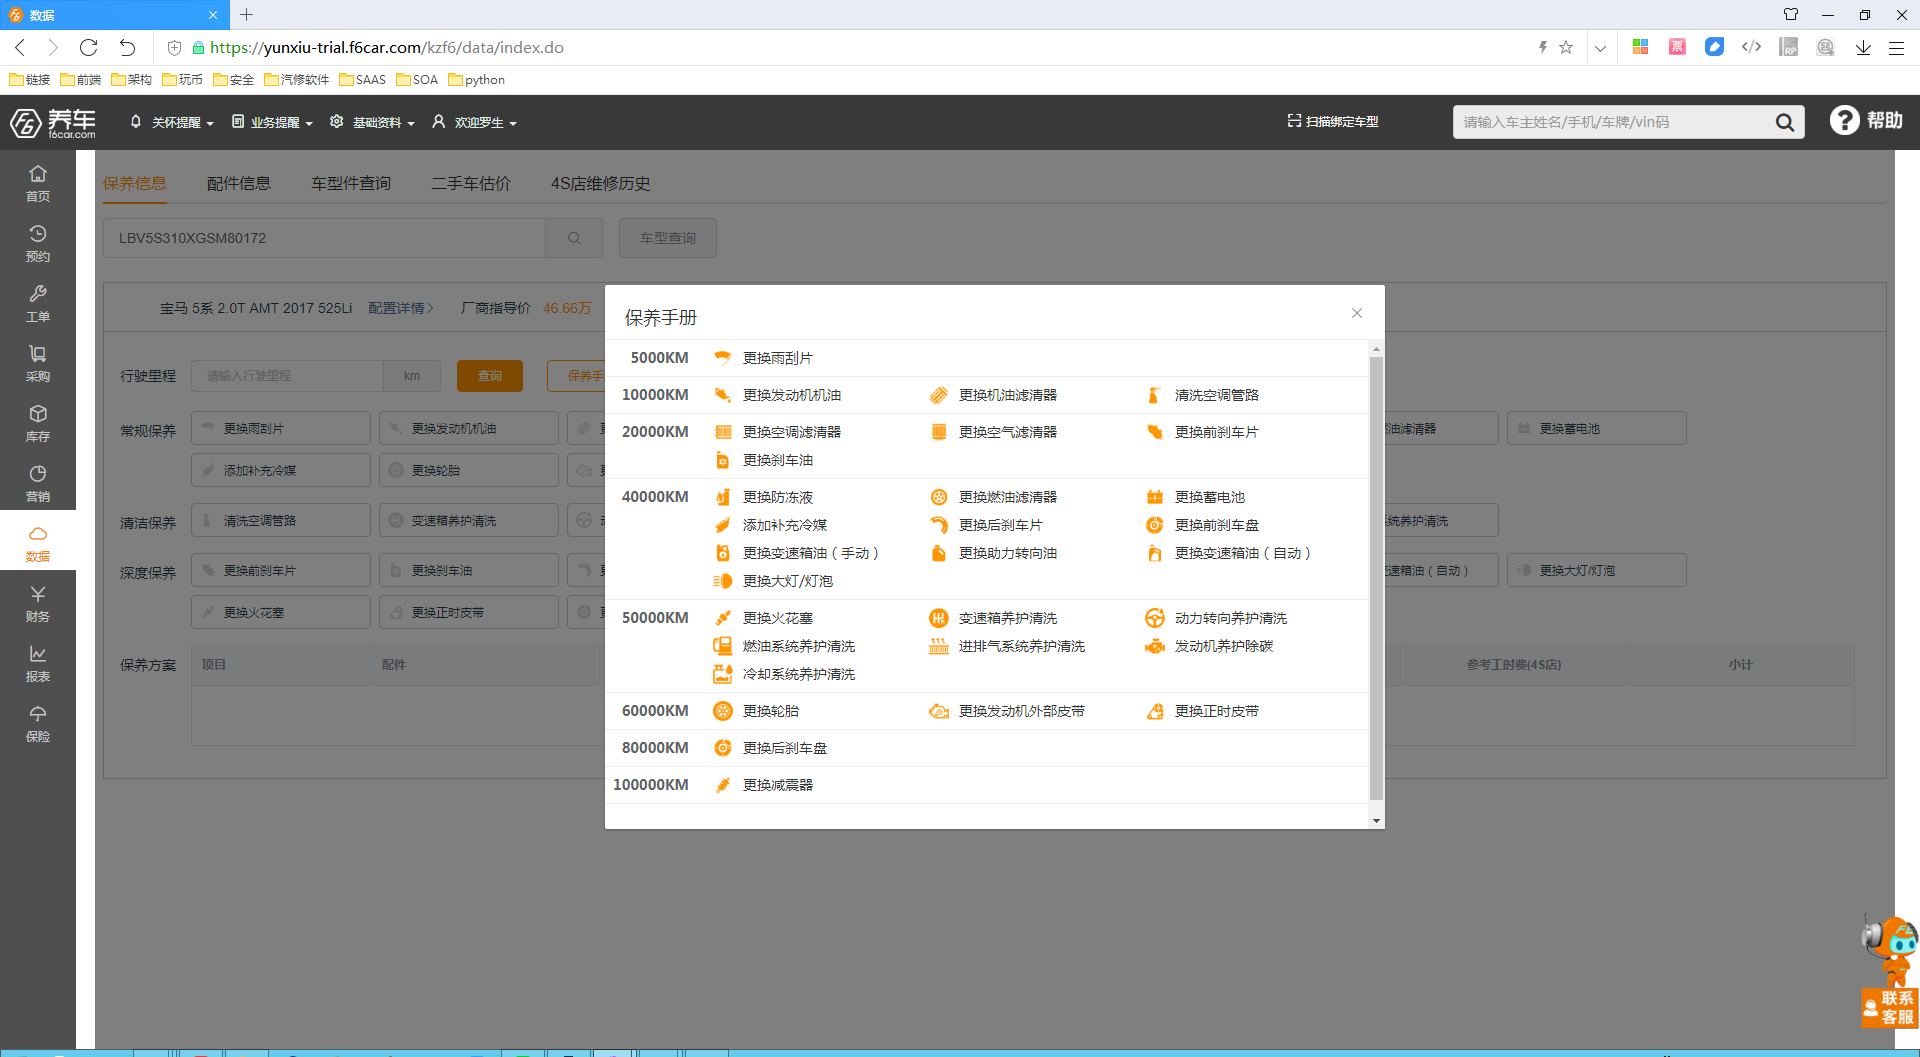 数据
https://yunxiu-trial.f6car.com/kzf6/data/index.do
票
RP
链接 前端 架构 玩币 安全 汽修软件 SAAS SOA python
养车
f6car.com
关怀提醒 业务提醒 基础资料 欢迎罗生
扫描绑定车型
请输入车主姓名/手机/车牌/vin码
帮助
首页
预约
工单
采购
库存
营销
数据
财务
报表
保险
保养信息 配件信息 车型件查询 二手车估价 4S店维修历史
LBV5S310XGSM80172
车型查询
宝马 5系 2.0T AMT 2017 525Li 配置详情 厂商指导价 46.66万
行驶里程 请输入行驶里程 km 查询 保养手
常规保养 更换雨刮片 更换发动机机油 油滤清器 更换蓄电池
添加补充冷媒 更换轮胎
清洁保养 清洗空调管路 变速箱养护清洗 统养护清洗
深度保养 更换前刹车片 更换刹车油 速箱油（自动） 更换大灯/灯泡
更换火花塞 更换正时皮带
保养方案 项目 配件 参考工时费(4S店) 小计
保养手册
5000KM 更换雨刮片
10000KM 更换发动机机油 更换机油滤清器 清洗空调管路
20000KM 更换空调滤清器 更换空气滤清器 更换前刹车片
更换刹车油
40000KM 更换防冻液 更换燃油滤清器 更换蓄电池
添加补充冷媒 更换后刹车片 更换前刹车盘
更换变速箱油（手动） 更换助力转向油 更换变速箱油（自动）
更换大灯/灯泡
50000KM 更换火花塞 变速箱养护清洗 动力转向养护清洗
燃油系统养护清洗 进排气系统养护清洗 发动机养护除碳
冷却系统养护清洗
60000KM 更换轮胎 更换发动机外部皮带 更换正时皮带
80000KM 更换后刹车盘
100000KM 更换减震器
联系
客服